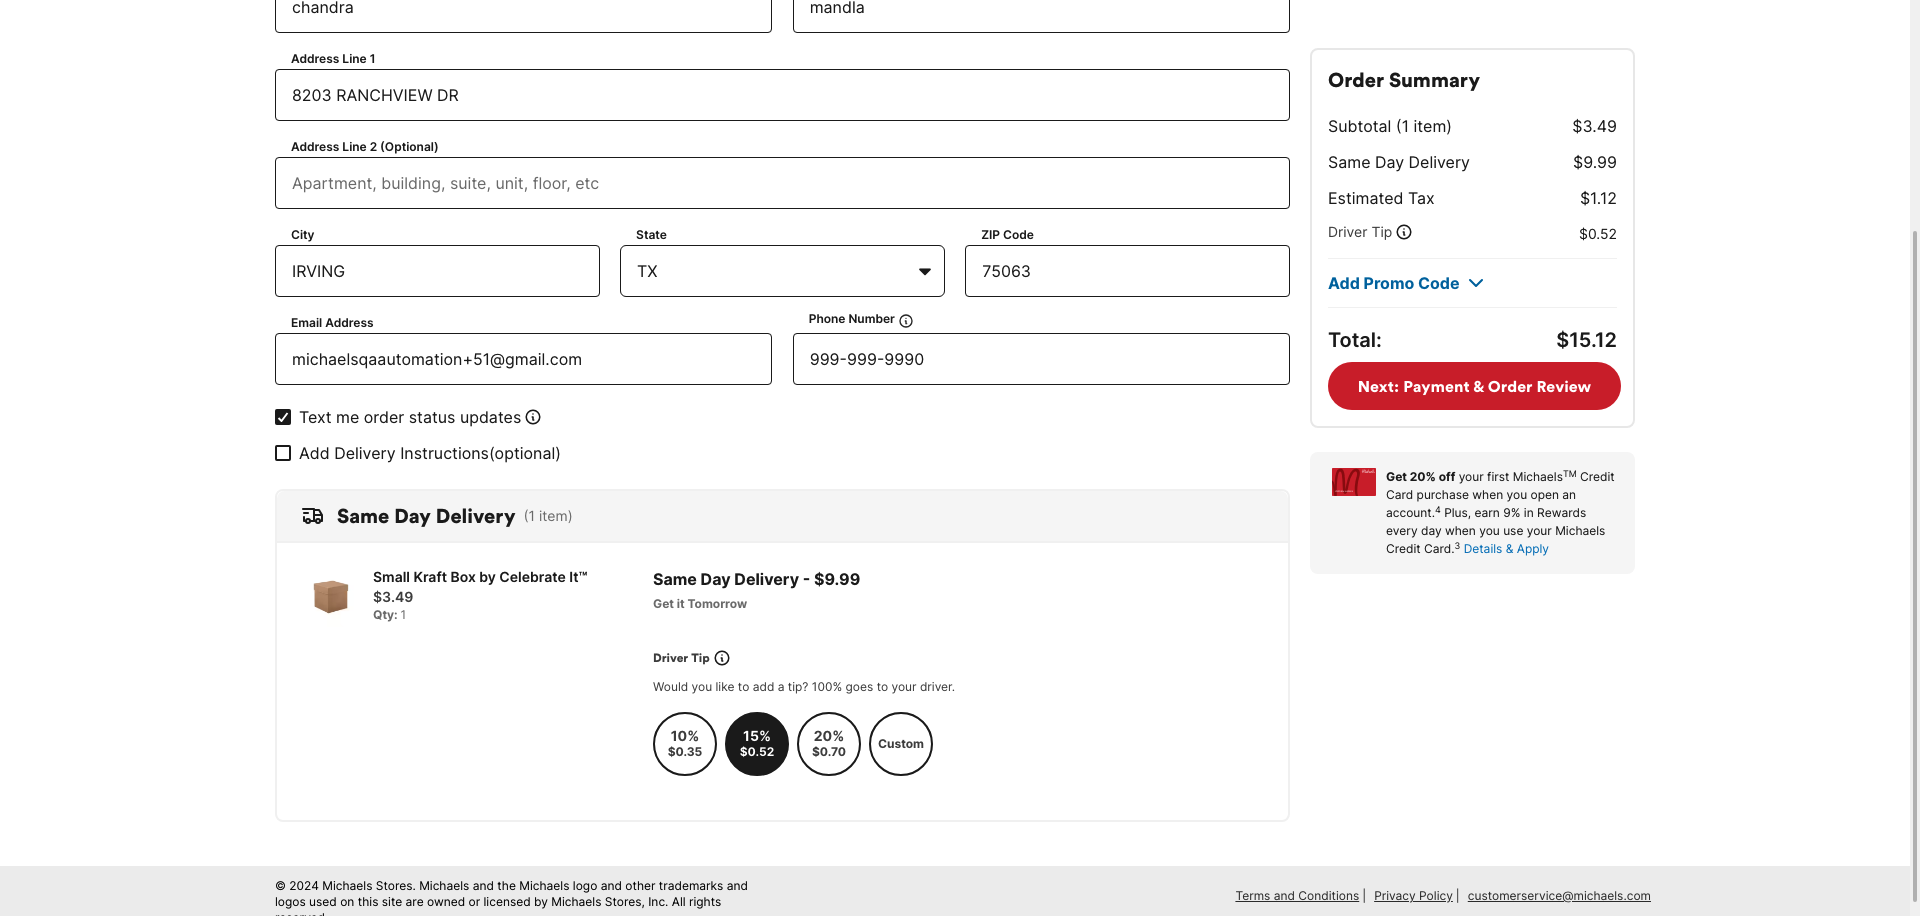 chandra
mandla
Address Line 1
8203 RANCHVIEW DR
Address Line 2 (Optional)
Apartment, building, suite, unit, floor, etc
City
State
ZIP Code
IRVING
TX
75063
Email Address
Phone Number
michaelsqaautomation+51@gmail.com
999-999-9990
Text me order status updates
Add Delivery Instructions(optional)
Same Day Delivery (1 item)
Small Kraft Box by Celebrate It™
$3.49
Qty: 1
Same Day Delivery - $9.99
Get it Tomorrow
Driver Tip
Would you like to add a tip? 100% goes to your driver.
10%
$0.35
15%
$0.52
20%
$0.70
Custom
Order Summary
Subtotal (1 item) $3.49
Same Day Delivery $9.99
Estimated Tax $1.12
Driver Tip $0.52
Add Promo Code
Total: $15.12
Next: Payment & Order Review
Get 20% off your first Michaels™ Credit
Card purchase when you open an
account.⁴ Plus, earn 9% in Rewards
every day when you use your Michaels
Credit Card.³ Details & Apply
© 2024 Michaels Stores. Michaels and the Michaels logo and other trademarks and
logos used on this site are owned or licensed by Michaels Stores, Inc. All rights
Terms and Conditions | Privacy Policy | customerservice@michaels.com